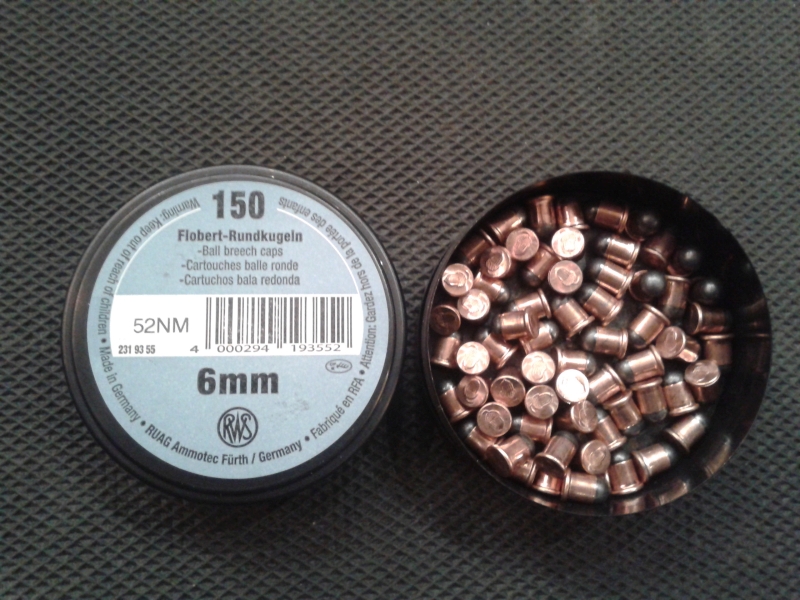 150
Flobert-Rundkugeln
-Ball breech caps
-Cartouches balle ronde
-Cartuchos bala redonda
52NM
231 93 55
4 000294 193552
6mm
RWS
Warning: Keep out of reach of children • Made in Germany • RUAG Ammotec Fürth / Germany • Fabriqué en RFA • Attention: Gardez hors de la portée des enfants